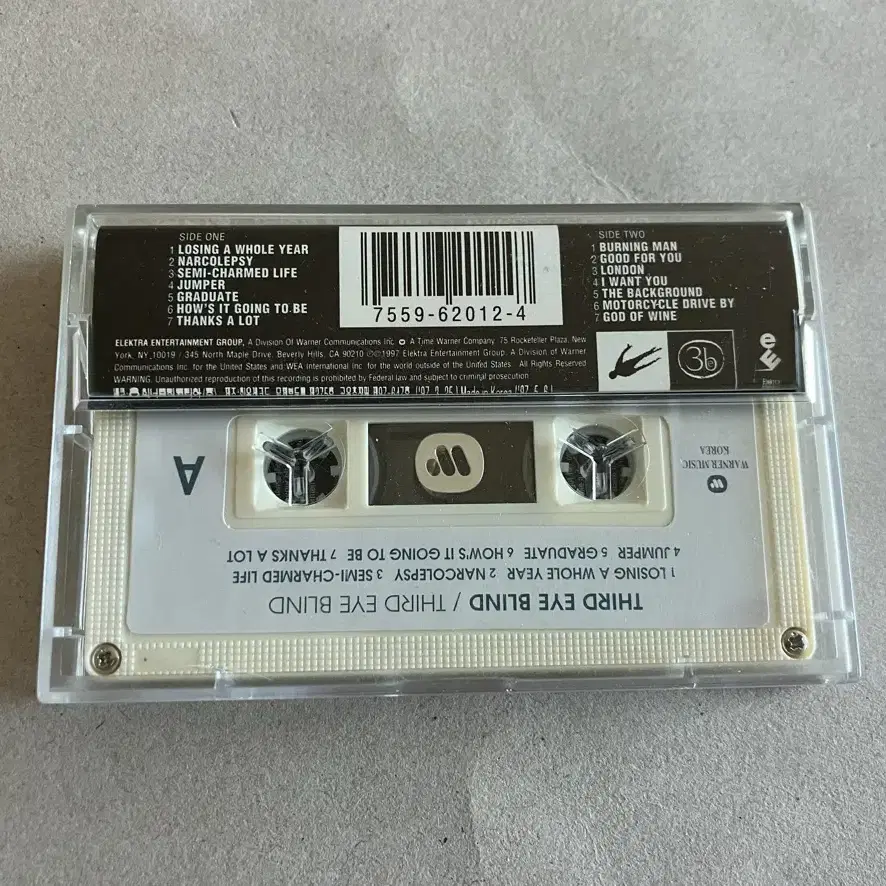 SIDE ONE
1 LOSING A WHOLE YEAR
2 NARCOLEPSY
3 SEMI-CHARMED LIFE
4 JUMPER
5 GRADUATE
6 HOW'S IT GOING TO BE
7 THANKS A LOT
7559-62012-4
SIDE TWO
1 BURNING MAN
2 GOOD FOR YOU
3 LONDON
4 I WANT YOU
5 THE BACKGROUND
6 MOTORCYCLE DRIVE BY
7 GOD OF WINE
ELEKTRA ENTERTAINMENT GROUP, A Division Of Warner Communications Inc. A Time Warner Company. 75 Rockefeller Plaza, New
York, NY, 10019 / 345 North Maple Drive, Beverly Hills, CA 90210 ℗©1997 Elektra Entertainment Group, A Division of Warner
Communications Inc. for the United States and WEA International Inc. for the world outside of the United States. All Rights Reserved
WARNING: Unauthorized reproduction of this recording is prohibited by Federal law and subject to criminal prosecution.
Made in Korea
3b
A
WARNER MUSIC
KOREA
THIRD EYE BLIND / THIRD EYE BLIND
1 LOSING A WHOLE YEAR 2 NARCOLEPSY 3 SEMI-CHARMED LIFE
4 JUMPER 5 GRADUATE 6 HOW'S IT GOING TO BE 7 THANKS A LOT